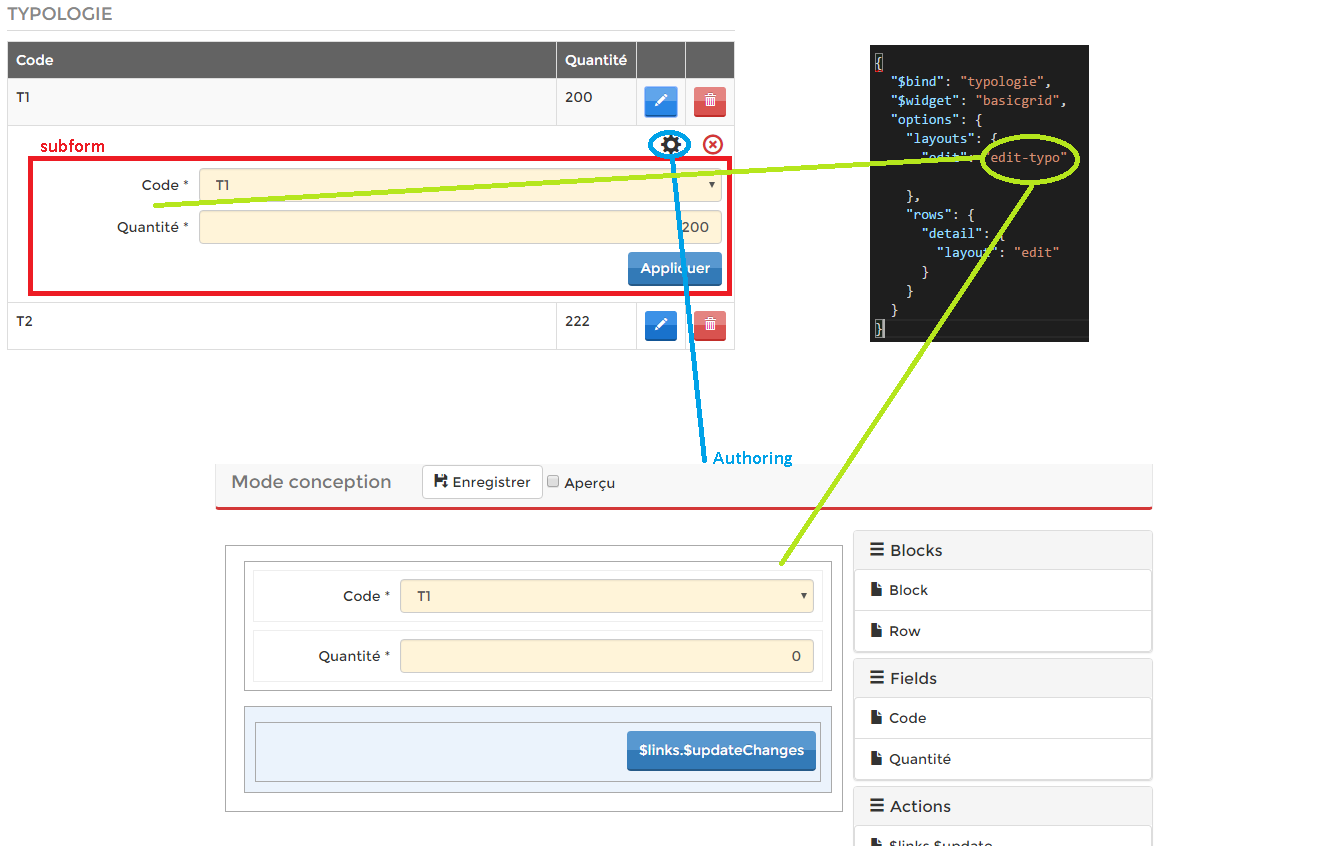 TYPOLOGIE
Code Quantité
T1 200
subform
Code * T1
Quantité * 200
Appliquer
T2 222
{
"$bind": "typologie",
"$widget": "basicgrid",
"options": {
"layouts": {
"edit": "edit-typo"
},
"rows": {
"detail": {
"layout": "edit"
}
}
}
}
Authoring
Mode conception Enregistrer Aperçu
Code * T1
Quantité * 0
$links.$updateChanges
Blocks
Block
Row
Fields
Code
Quantité
Actions
$links.$update